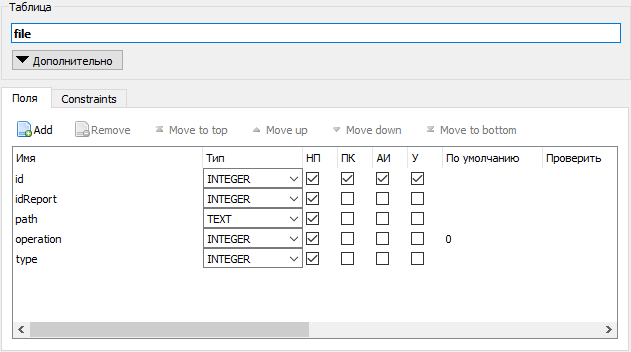 Таблица
file
Дополнительно
Поля Constraints
Add Remove Move to top Move up Move down Move to bottom
Имя Тип НП ПК АИ У По умолчанию Проверить
id INTEGER
idReport INTEGER
path TEXT
operation INTEGER 0
type INTEGER